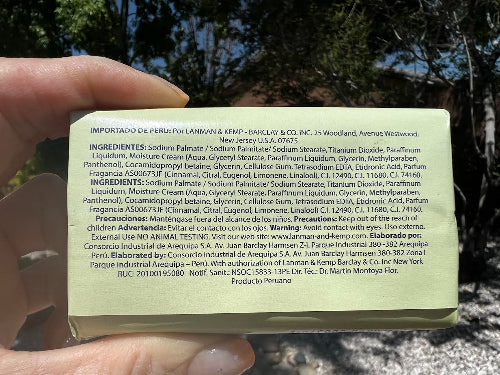 IMPORTADO DE PERU: Por LANMAN & KEMP - BARCLAY & CO. INC. 25 Woodland, Avenue Westwood,
New Jersey U.S.A. 07675
INGREDIENTES: Sodium Palmate / Sodium Palmitate/ Sodium Stearate, Titanium Dioxide, Paraffinum
Liquidum, Moisture Cream (Aqua, Glyceryl Stearate, Paraffinum Liquidum, Glycerin, Methylparaben,
Panthenol), Cocamidopropyl betaine, Glycerin, Cellulose Gum, Tetrasodium EDTA, Etidronic Acid, Parfum
Fragancia AS00673JF (Cinnamal, Citral, Eugenol, Limonene, Linalool) C.I. 12490, C.I. 11680, C.I. 74160.
INGREDIENTS: Sodium Palmate / Sodium Palmitate/ Sodium Stearate, Titanium Dioxide, Paraffinum
Liquidum, Moisture Cream (Aqua, Glyceryl Stearate, Paraffinum Liquidum, Glycerin, Methylparaben,
Panthenol), Cocamidopropyl betaine, Glycerin, Cellulose Gum, Tetrasodium EDTA, Etidronic Acid, Parfum
Fragancia AS00673JF (Cinnamal, Citral, Eugenol, Limonene, Linalool) C.I. 12490, C.I. 11680, C.I. 74160.
Precauciones: Manténgase fuera del alcance de los niños. Precautions: Keep out of the reach of
children Advertencia: Evitar el contacto con los ojos. Warning: Avoid contact with eyes. Uso externo.
External Use NO ANIMAL TESTING. Visit our web site: www.lanman-and-kemp.com Elaborado por:
Consorcio Industrial de Arequipa S.A. Av. Juan Barclay Harmsen Z-I. Parque Industrial 380-382 Arequipa
Perú). Elaborated by: Consorcio Industrial de Arequipa S.A. Av. Juan Barclay Harmsen 380-382 Zona I
Parque industrial Arequipa – Perú). With authorization of Lanman & Kemp Barclay & Co. Inc New York
RUC: 20100195080 Notif. Sanit.: NSOC15833-13PE Dir. Téc.: Dr. Martin Montoya Flor.
Producto Peruano